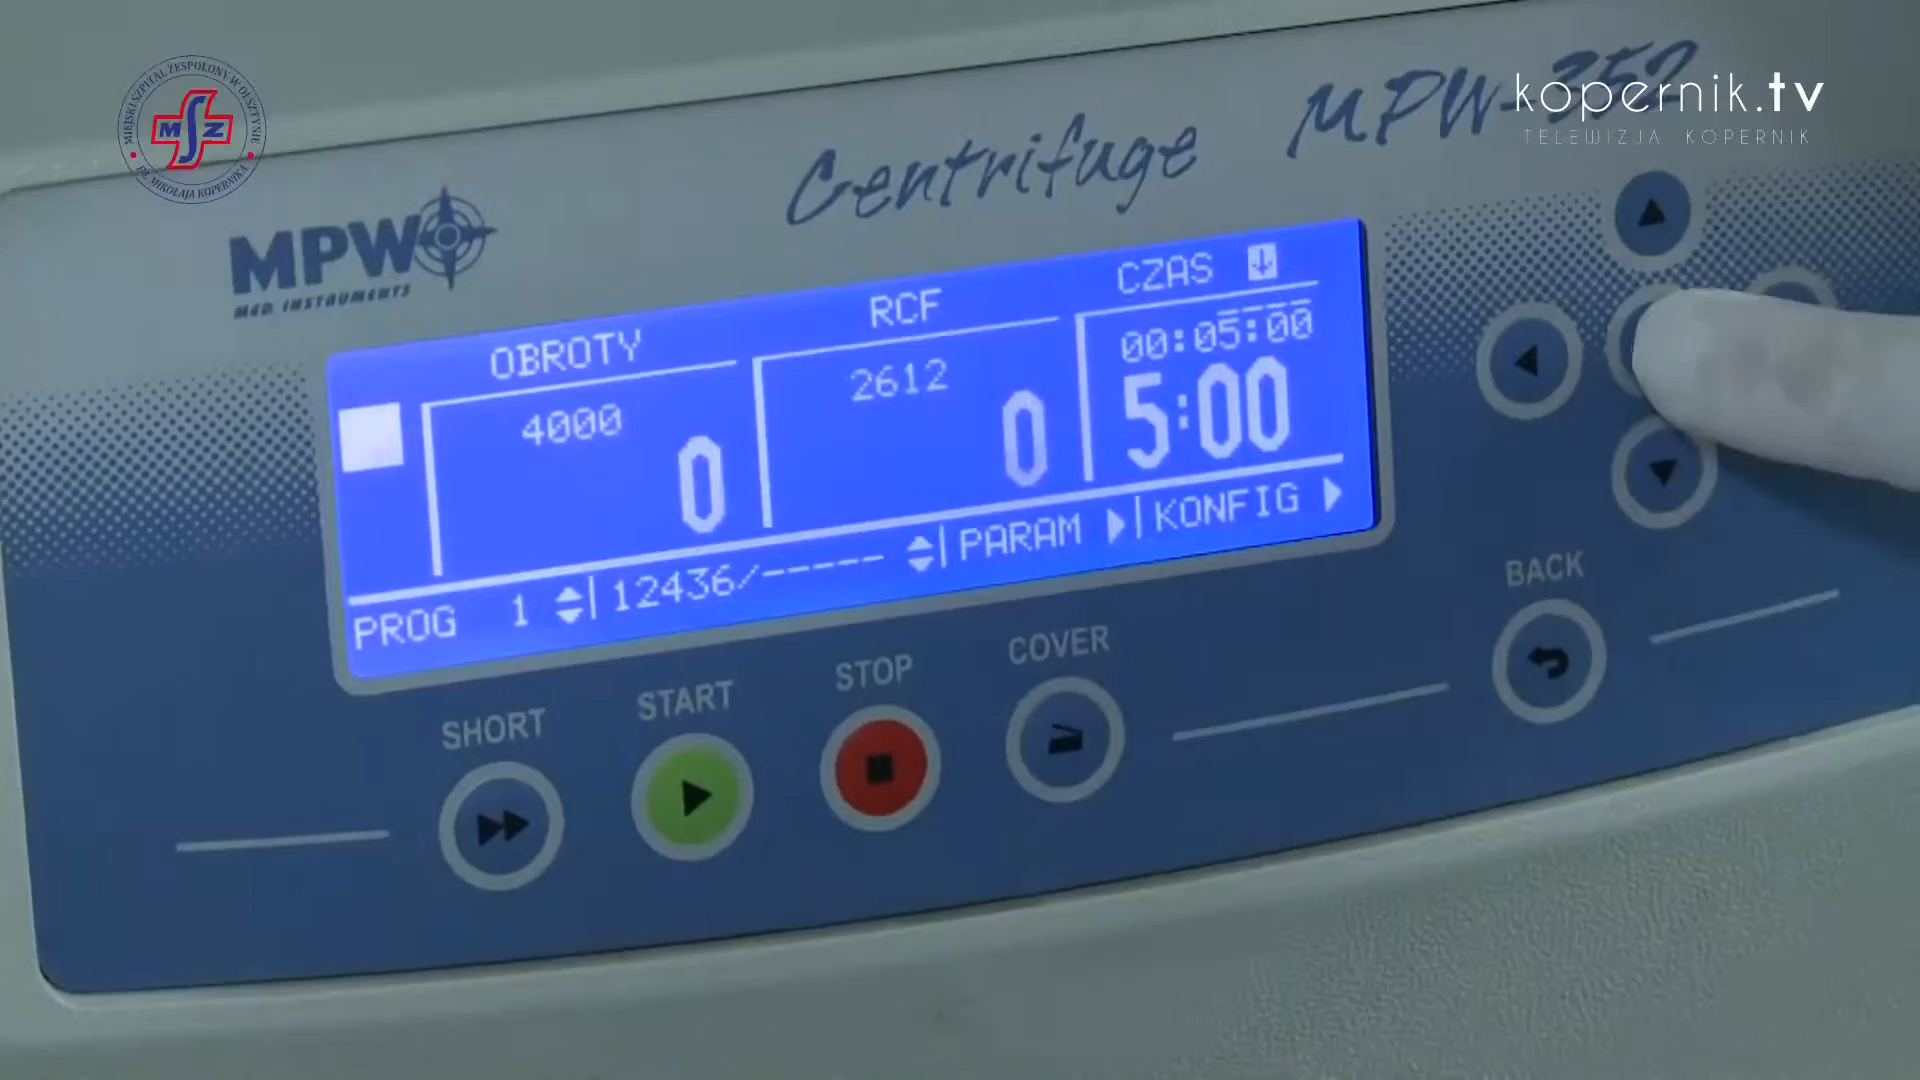 MIEJSKI SZPITAL ZESPOLONY W OLSZTYNIE
MSZ
IM. MIKOŁAJA KOPERNIKA
kopernik.tv
TELEWIZJA KOPERNIK
MPW
MED INSTRUMENTS
Centrifuge MPW-352
OBROTY RCF CZAS
4000 2612 00:05:00
0 0 5:00
PROG 1 12436/----- PARAM KONFIG
SHORT START STOP COVER BACK